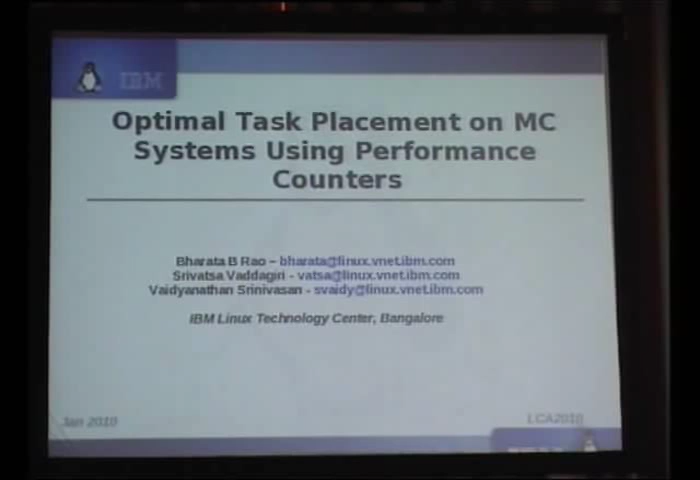 IBM
Optimal Task Placement on MC
Systems Using Performance
Counters
Bharata B Rao – bharata@linux.vnet.ibm.com
Srivatsa Vaddagiri - vatsa@linux.vnet.ibm.com
Vaidyanathan Srinivasan - svaidy@linux.vnet.ibm.com
IBM Linux Technology Center, Bangalore
Jan 2010
LCA2010